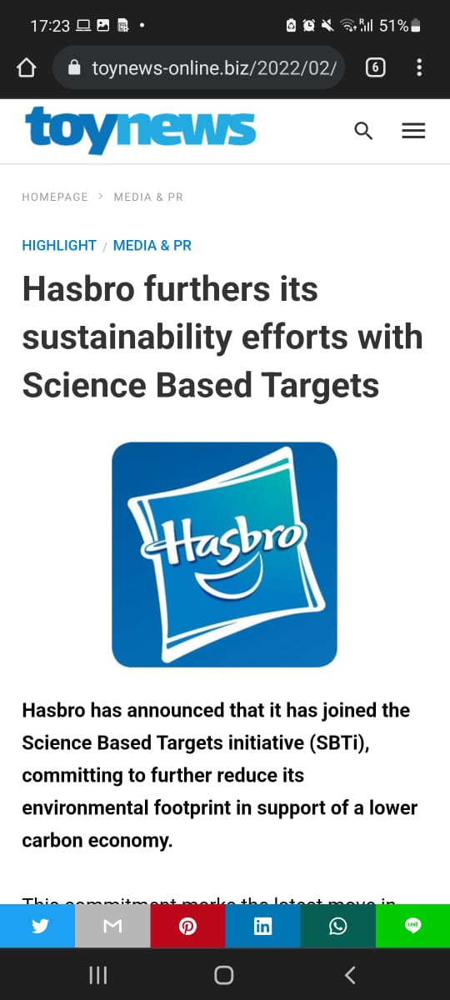 17:23
R
51%
toynews-online.biz/2022/02/
6
toynews
HOMEPAGE > MEDIA & PR
HIGHLIGHT / MEDIA & PR
Hasbro furthers its
sustainability efforts with
Science Based Targets
Hasbro
Hasbro has announced that it has joined the
Science Based Targets initiative (SBTi),
committing to further reduce its
environmental footprint in support of a lower
carbon economy.
This commitment marks the latest move in
in
LINE